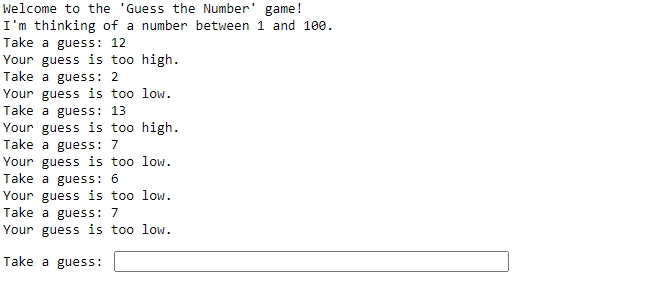 Welcome to the 'Guess the Number' game!
I'm thinking of a number between 1 and 100.
Take a guess: 12
Your guess is too high.
Take a guess: 2
Your guess is too low.
Take a guess: 13
Your guess is too high.
Take a guess: 7
Your guess is too low.
Take a guess: 6
Your guess is too low.
Take a guess: 7
Your guess is too low.
Take a guess: